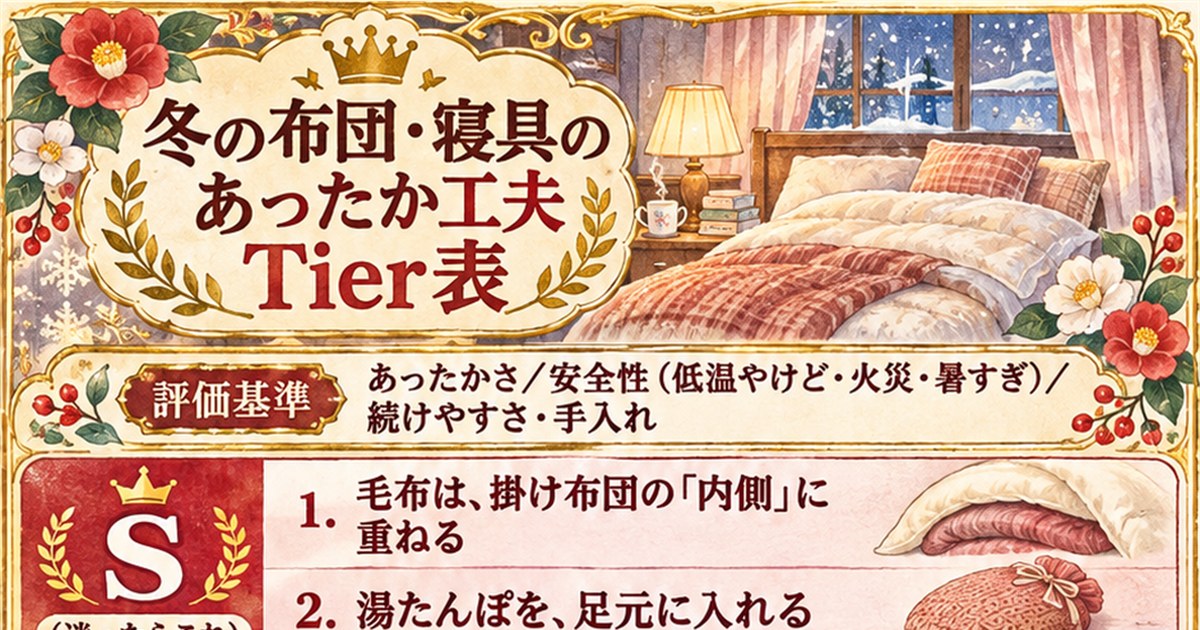 冬の布団・寝具の
あったか工夫
Tier表
評価基準
あったかさ／安全性（低温やけど・火災・暑すぎ）／
続けやすさ・手入れ
S
1. 毛布は、掛け布団の「内側」に
重ねる
2. 湯たんぽを、足元に入れる